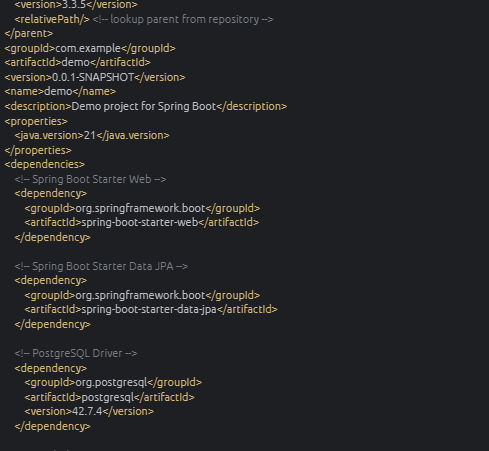 <version>3.3.5</version>
<relativePath/> <!-- lookup parent from repository -->
</parent>
<groupId>com.example</groupId>
<artifactId>demo</artifactId>
<version>0.0.1-SNAPSHOT</version>
<name>demo</name>
<description>Demo project for Spring Boot</description>
<properties>
<java.version>21</java.version>
</properties>
<dependencies>
<!-- Spring Boot Starter Web -->
<dependency>
<groupId>org.springframework.boot</groupId>
<artifactId>spring-boot-starter-web</artifactId>
</dependency>
<!-- Spring Boot Starter Data JPA -->
<dependency>
<groupId>org.springframework.boot</groupId>
<artifactId>spring-boot-starter-data-jpa</artifactId>
</dependency>
<!-- PostgreSQL Driver -->
<dependency>
<groupId>org.postgresql</groupId>
<artifactId>postgresql</artifactId>
<version>42.7.4</version>
</dependency>